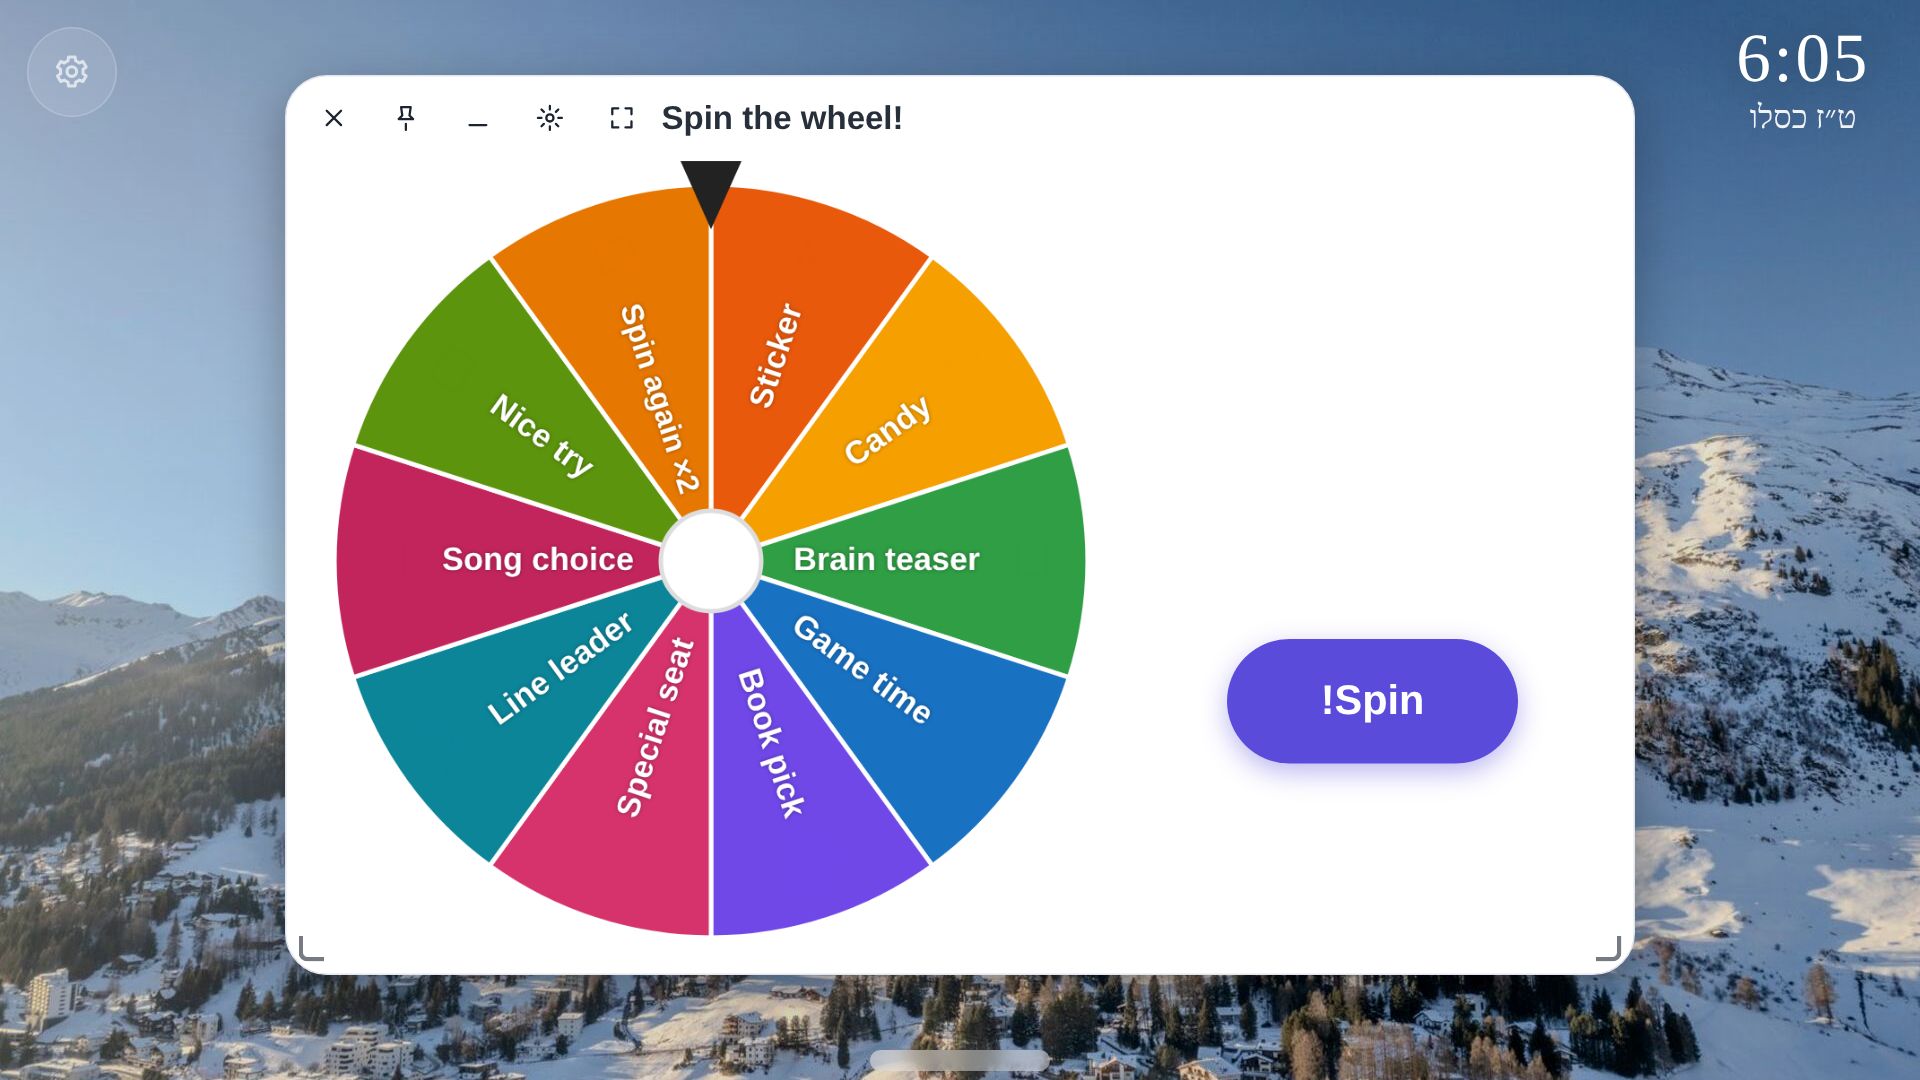 6:05
ט״ז כסלו
Spin the wheel!
Sticker
Candy
Brain teaser
Game time
Book pick
Special seat
Line leader
Song choice
Nice try
Spin again ×2
!Spin